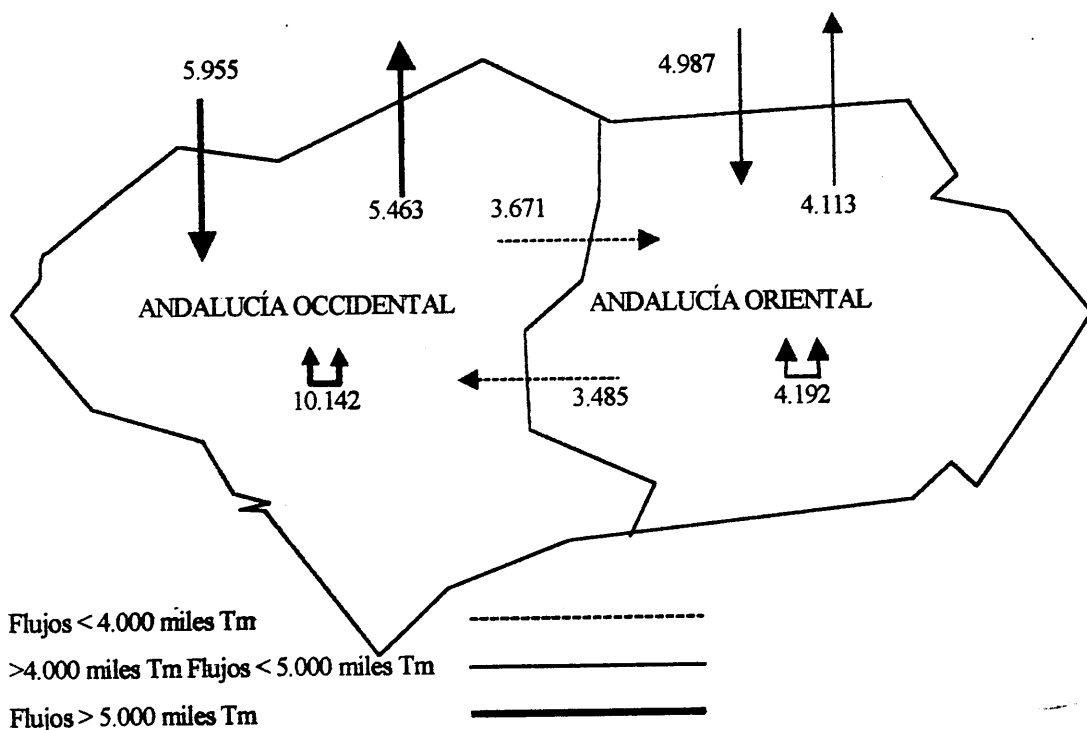 5.955
4.987
5.463
3.671
4.113
ANDALUCÍA OCCIDENTAL
ANDALUCÍA ORIENTAL
10.142
3.485
4.192
Flujos < 4.000 miles Tm
>4.000 miles Tm Flujos < 5.000 miles Tm
Flujos > 5.000 miles Tm